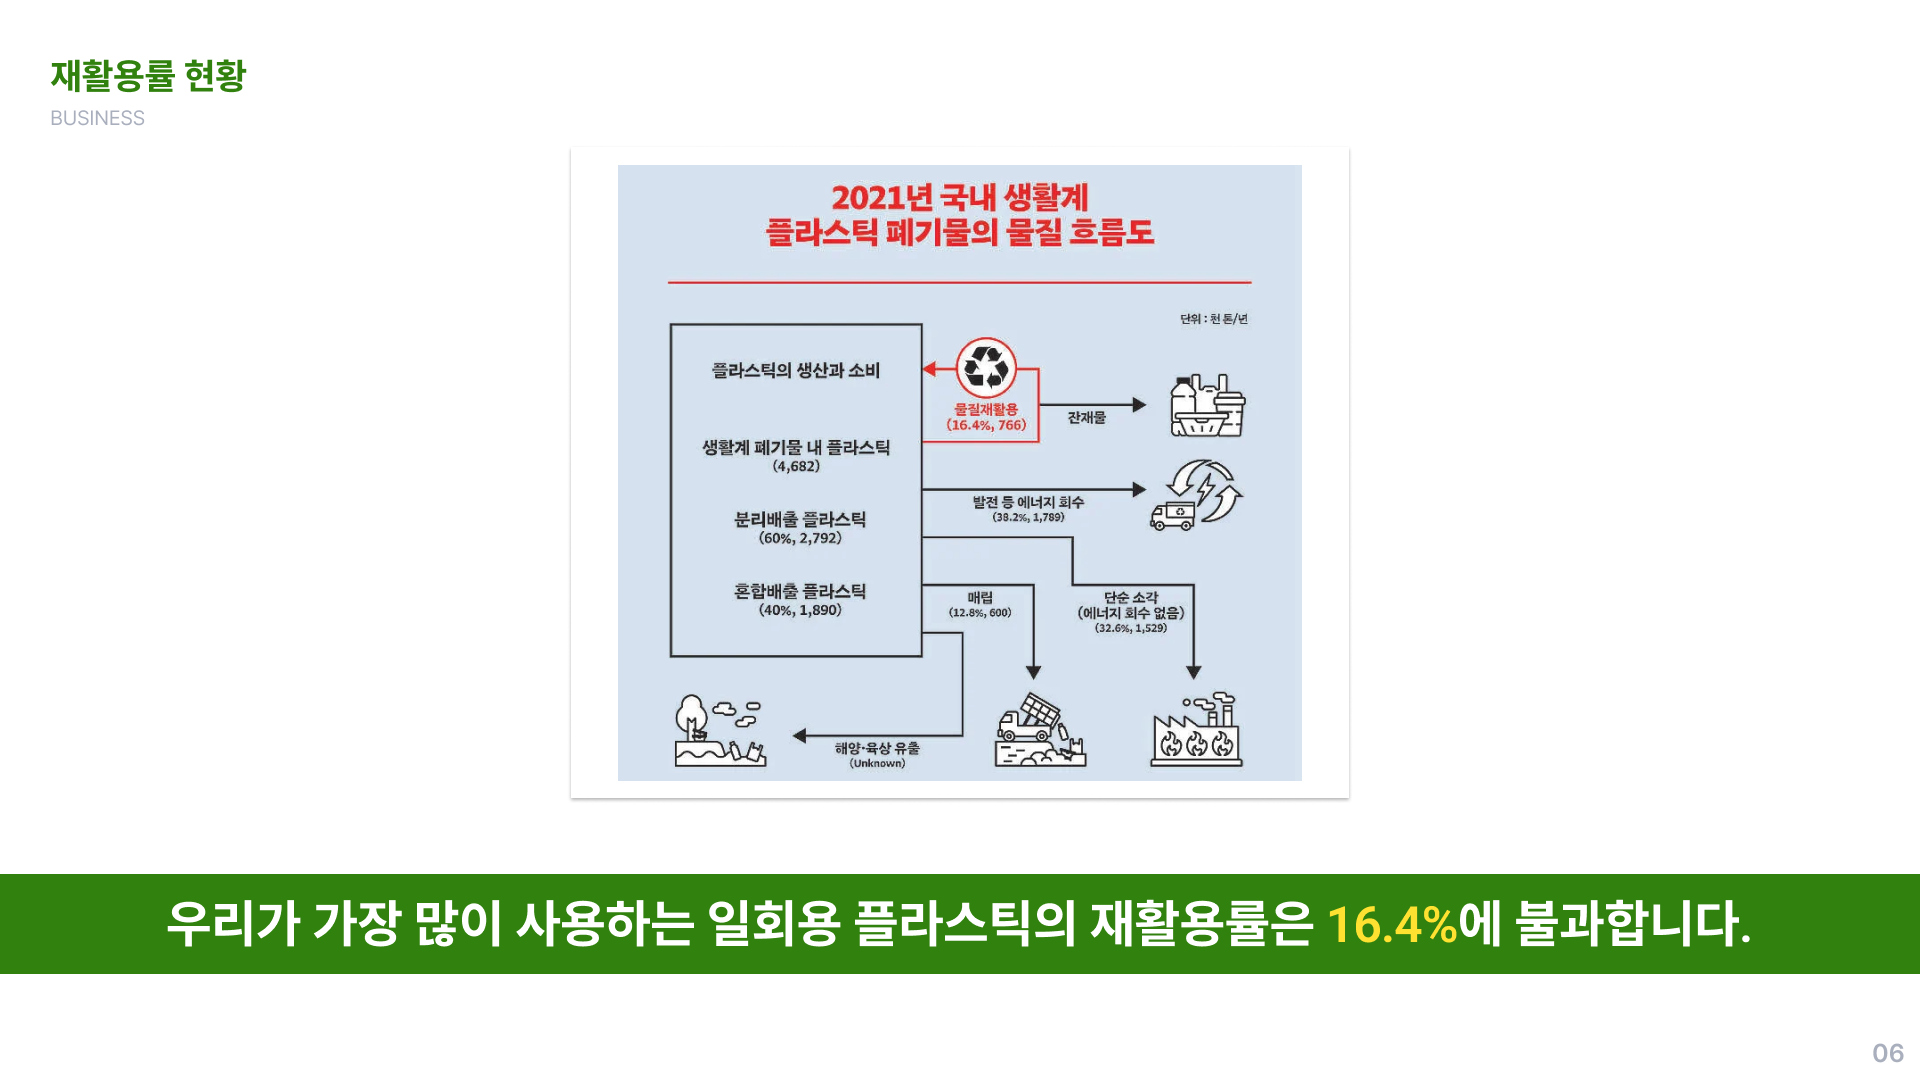 재활용률 현황
BUSINESS
2021년 국내 생활계
플라스틱 폐기물의 물질 흐름도
단위 : 천 톤/년
플라스틱의 생산과 소비
물질재활용
(16.4%, 766)
잔재물
생활계 폐기물 내 플라스틱
(4,682)
발전 등 에너지 회수
(38.2%, 1,789)
분리배출 플라스틱
(60%, 2,792)
혼합배출 플라스틱
(40%, 1,890)
매립
(12.8%, 600)
단순 소각
(에너지 회수 없음)
(32.6%, 1,529)
해양·육상 유출
(Unknown)
우리가 가장 많이 사용하는 일회용 플라스틱의 재활용률은 16.4%에 불과합니다.
06